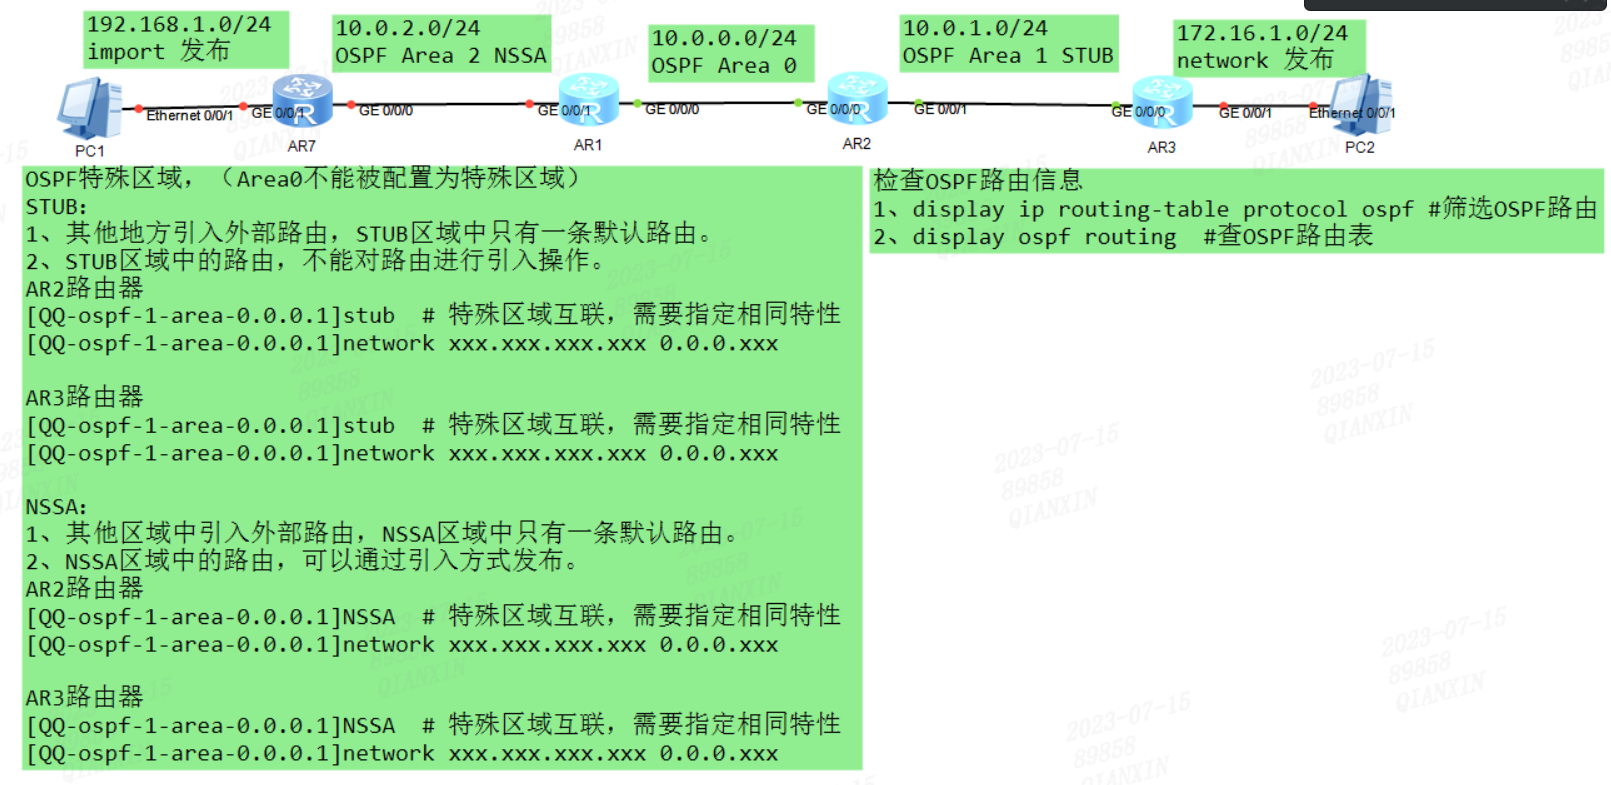 192.168.1.0/24
import 发布
10.0.2.0/24
OSPF Area 2 NSSA
10.0.0.0/24
OSPF Area 0
10.0.1.0/24
OSPF Area 1 STUB
172.16.1.0/24
network 发布
Ethernet 0/0/1
GE 0/0/1
GE 0/0/0
GE 0/0/1
GE 0/0/0
GE 0/0/0
GE 0/0/1
GE 0/0/0
GE 0/0/1
Ethernet 0/0/1
PC1
AR7
AR1
AR2
AR3
PC2
OSPF特殊区域，（Area0不能被配置为特殊区域）
STUB：
1、其他地方引入外部路由，STUB区域中只有一条默认路由。
2、STUB区域中的路由，不能对路由进行引入操作。
AR2路由器
[QQ-ospf-1-area-0.0.0.1]stub  # 特殊区域互联，需要指定相同特性
[QQ-ospf-1-area-0.0.0.1]network xxx.xxx.xxx.xxx 0.0.0.xxx
AR3路由器
[QQ-ospf-1-area-0.0.0.1]stub  # 特殊区域互联，需要指定相同特性
[QQ-ospf-1-area-0.0.0.1]network xxx.xxx.xxx.xxx 0.0.0.xxx
NSSA：
1、其他区域中引入外部路由，NSSA区域中只有一条默认路由。
2、NSSA区域中的路由，可以通过引入方式发布。
AR2路由器
[QQ-ospf-1-area-0.0.0.1]NSSA  # 特殊区域互联，需要指定相同特性
[QQ-ospf-1-area-0.0.0.1]network xxx.xxx.xxx.xxx 0.0.0.xxx
AR3路由器
[QQ-ospf-1-area-0.0.0.1]NSSA  # 特殊区域互联，需要指定相同特性
[QQ-ospf-1-area-0.0.0.1]network xxx.xxx.xxx.xxx 0.0.0.xxx
检查OSPF路由信息
1、display ip routing-table protocol ospf #筛选OSPF路由
2、display ospf routing  #查OSPF路由表
2023-07-15
89858
QIANXIN
2023-07-15
89858
QIANXIN
2023-07-15
89858
QIANXIN
2023-07-15
89858
QIANXIN